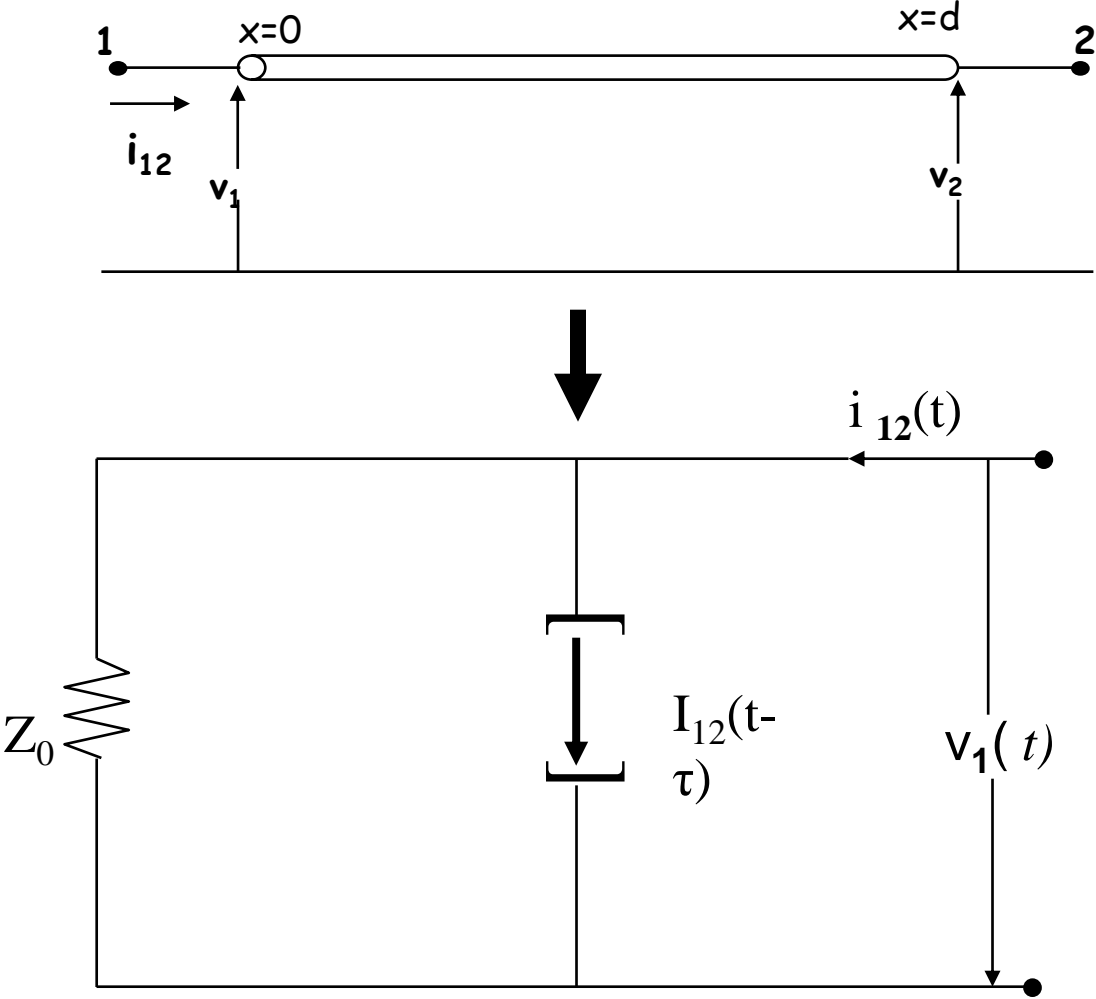 x=0
x=d
1
2
i₁₂
v₁
v₂
i ₁₂(t)
Z₀
I₁₂(t-
τ)
v₁( t)